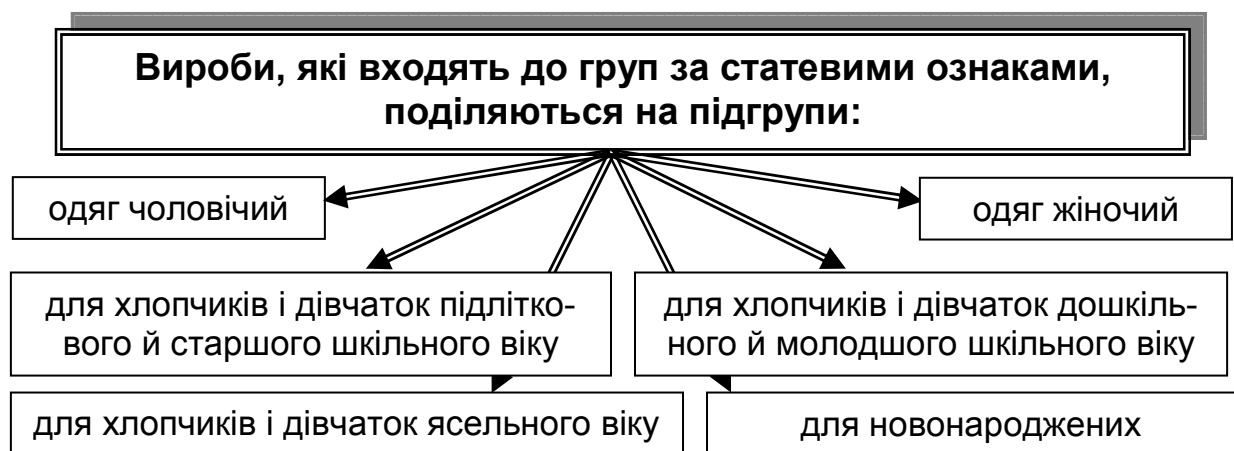 Вироби, які входять до груп за статевими ознаками,
поділяються на підгрупи:
одяг чоловічий
одяг жіночий
для хлопчиків і дівчаток підлітко-
вого й старшого шкільного віку
для хлопчиків і дівчаток дошкіль-
ного й молодшого шкільного віку
для хлопчиків і дівчаток ясельного віку
для новонароджених